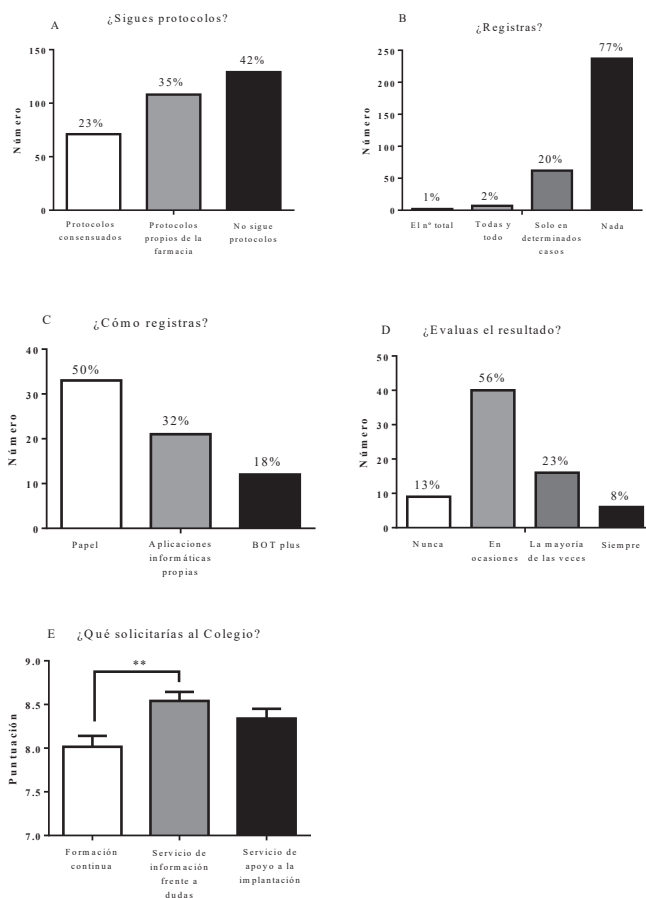 A
¿Sigues protocolos?
150
100
50
0
Número
23%
35%
42%
Protocolos
consensuados
Protocolos
propios de la
farmacia
No sigue
protocolos
B
¿Registras?
250
200
150
100
50
0
Número
1%
2%
20%
77%
El nº total
Todas y
todo
Solo en
determinados
casos
Nada
C
¿Cómo registras?
40
30
20
10
0
Número
50%
32%
18%
Papel
Aplicaciones
informáticas
propias
BOT plus
D
¿Evaluas el resultado?
50
40
30
20
10
0
Número
13%
56%
23%
8%
Nunca
En
ocasiones
La mayoría
de las veces
Siempre
E
¿Qué solicitarías al Colegio?
9.0
8.5
8.0
7.5
7.0
Puntuación
**
Formación
continua
Servicio de
información
frente a
dudas
Servicio de
apoyo a la
implantación